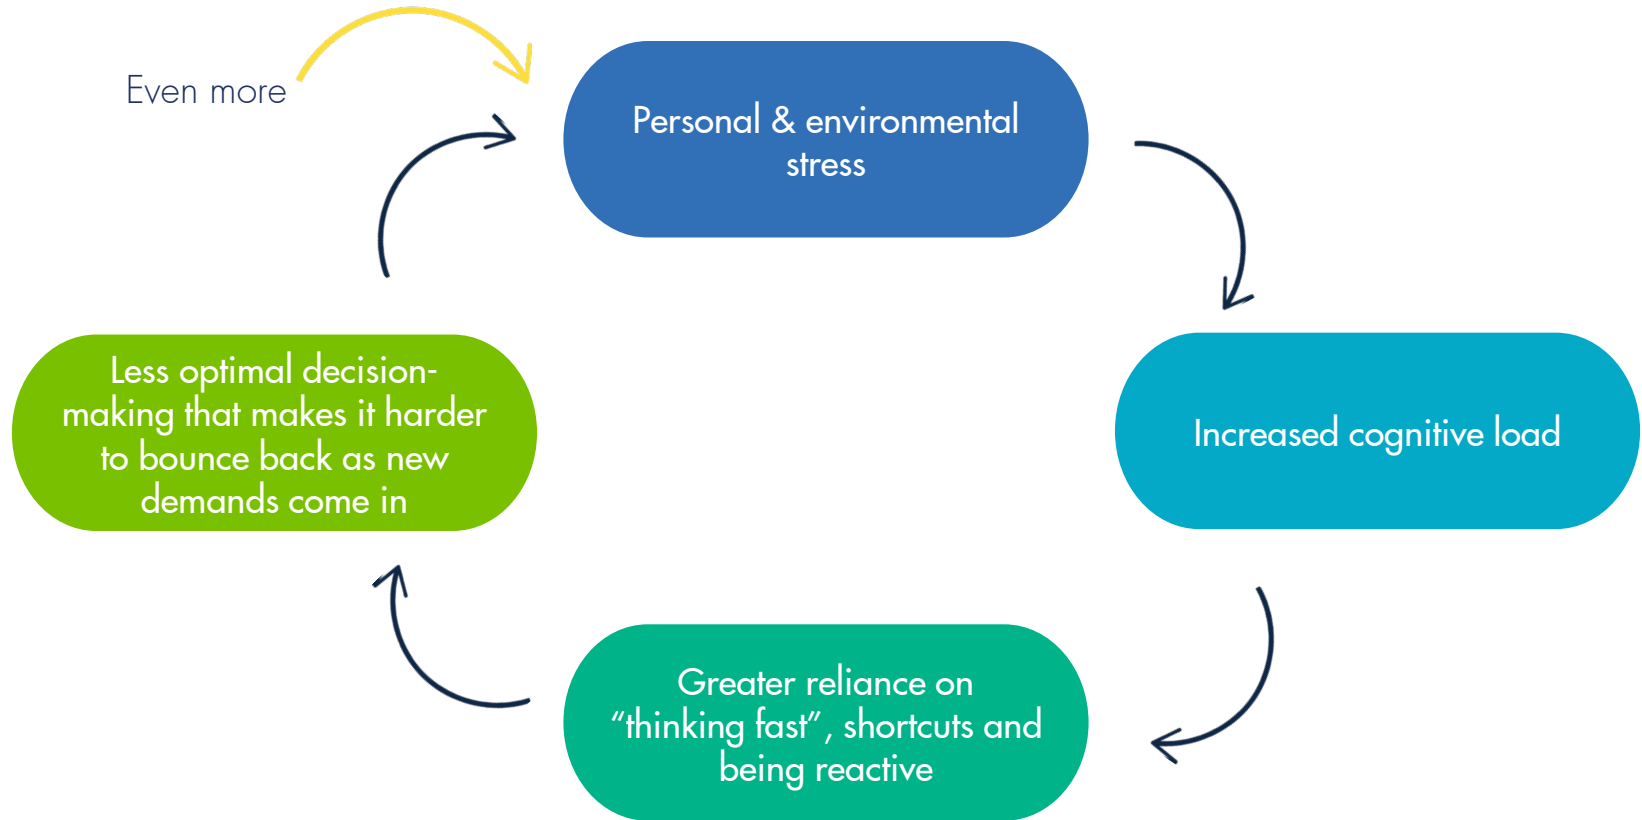 Even more
Personal & environmental
stress
Increased cognitive load
Greater reliance on
“thinking fast”, shortcuts and
being reactive
Less optimal decision-
making that makes it harder
to bounce back as new
demands come in